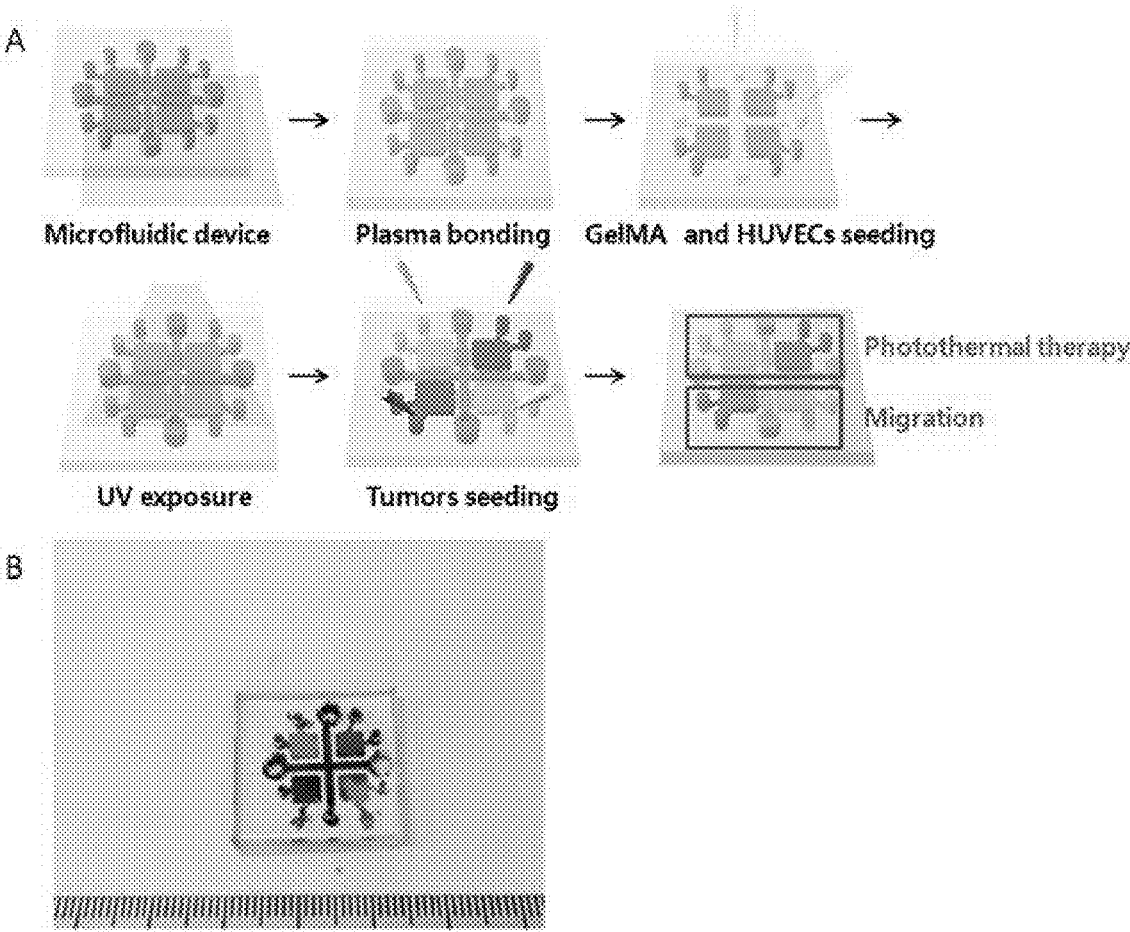 A
Microfluidic device
Plasma bonding
GelMA and HUVECs seeding
UV exposure
Tumors seeding
Photothermal therapy
Migration
B